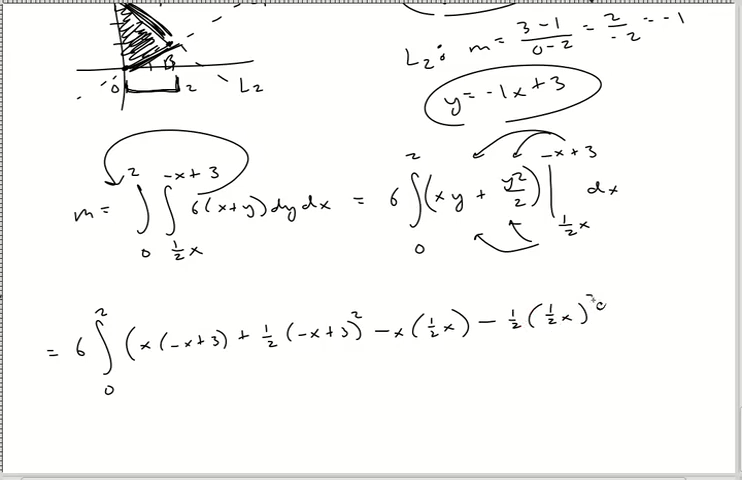 L₂: m = (3-1)/(0-2) = 2/-2 = -1
y = -1x + 3
0 B 2 L₂
m = ∫₀² ∫_{½x}^{-x+3} 6(x+y) dy dx = 6 ∫₀² (xy + y²/2) |_{½x}^{-x+3} dx
= 6 ∫₀² (x(-x+3) + ½(-x+3)² - x(½x) - ½(½x)²